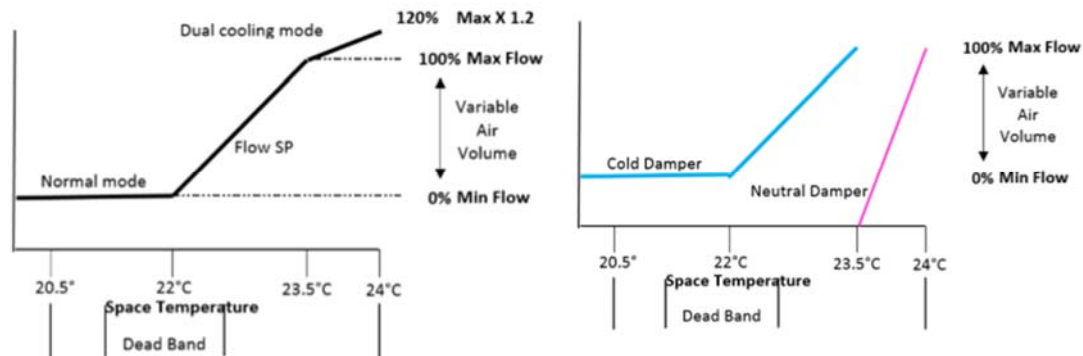 120% Max X 1.2
Dual cooling mode
100% Max Flow
Variable
Air
Volume
Flow SP
Normal mode
0% Min Flow
20.5°
22°C
23.5°C
24°C
Space Temperature
Dead Band
100% Max Flow
Variable
Air
Volume
Cold Damper
Neutral Damper
0% Min Flow
20.5°
22°C
23.5°C
24°C
Space Temperature
Dead Band